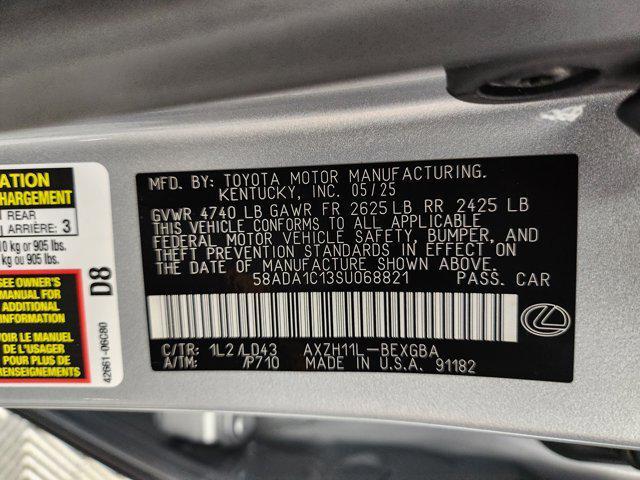 ATION
HARGEMENT
REAR
ARRIÈRE: 3
0 kg or 905 lbs.
kg ou 905 lbs.
SEE OWNER'S
MANUAL FOR
ADDITIONAL
INFORMATION
VOIR LE MANUEL
DE L'USAGER
POUR PLUS DE
RENSEIGNEMENTS
D8
42661-06C80
MFD. BY: TOYOTA MOTOR MANUFACTURING.
KENTUCKY, INC. 05/25
GVWR 4740 LB GAWR FR 2625 LB RR 2425 LB
THIS VEHICLE CONFORMS TO ALL APPLICABLE
FEDERAL MOTOR VEHICLE SAFETY, BUMPER, AND
THEFT PREVENTION STANDARDS IN EFFECT ON
THE DATE OF MANUFACTURE SHOWN ABOVE.
58ADA1C13SU068821 PASS. CAR
C/TR: 1L2/LD43 AXZH11L-BEXGBA
A/TM: /P710 MADE IN U.S.A. 91182